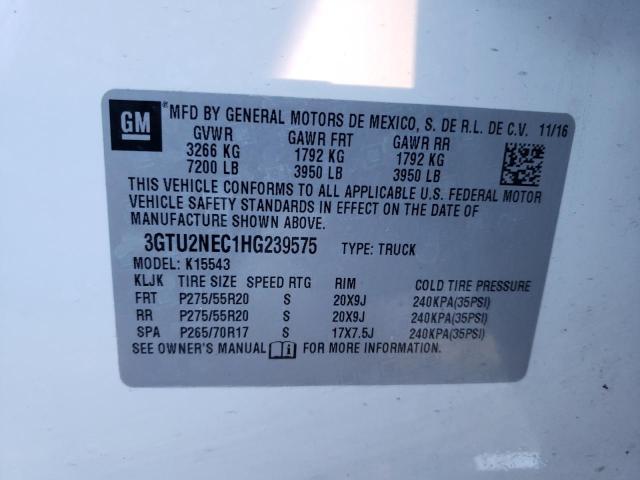 GM
® MFD BY GENERAL MOTORS DE MEXICO, S. DE R.L. DE C.V. 11/16
GVWR GAWR FRT GAWR RR
3266 KG 1792 KG 1792 KG
7200 LB 3950 LB 3950 LB
THIS VEHICLE CONFORMS TO ALL APPLICABLE U.S. FEDERAL MOTOR
VEHICLE SAFETY STANDARDS IN EFFECT ON THE DATE OF
MANUFACTURE SHOWN ABOVE.
3GTU2NEC1HG239575 TYPE: TRUCK
MODEL: K15543
KLJK TIRE SIZE SPEED RTG RIM COLD TIRE PRESSURE
FRT P275/55R20 S 20X9J 240KPA(35PSI)
RR P275/55R20 S 20X9J 240KPA(35PSI)
SPA P265/70R17 S 17X7.5J 240KPA(35PSI)
SEE OWNER'S MANUAL FOR MORE INFORMATION.